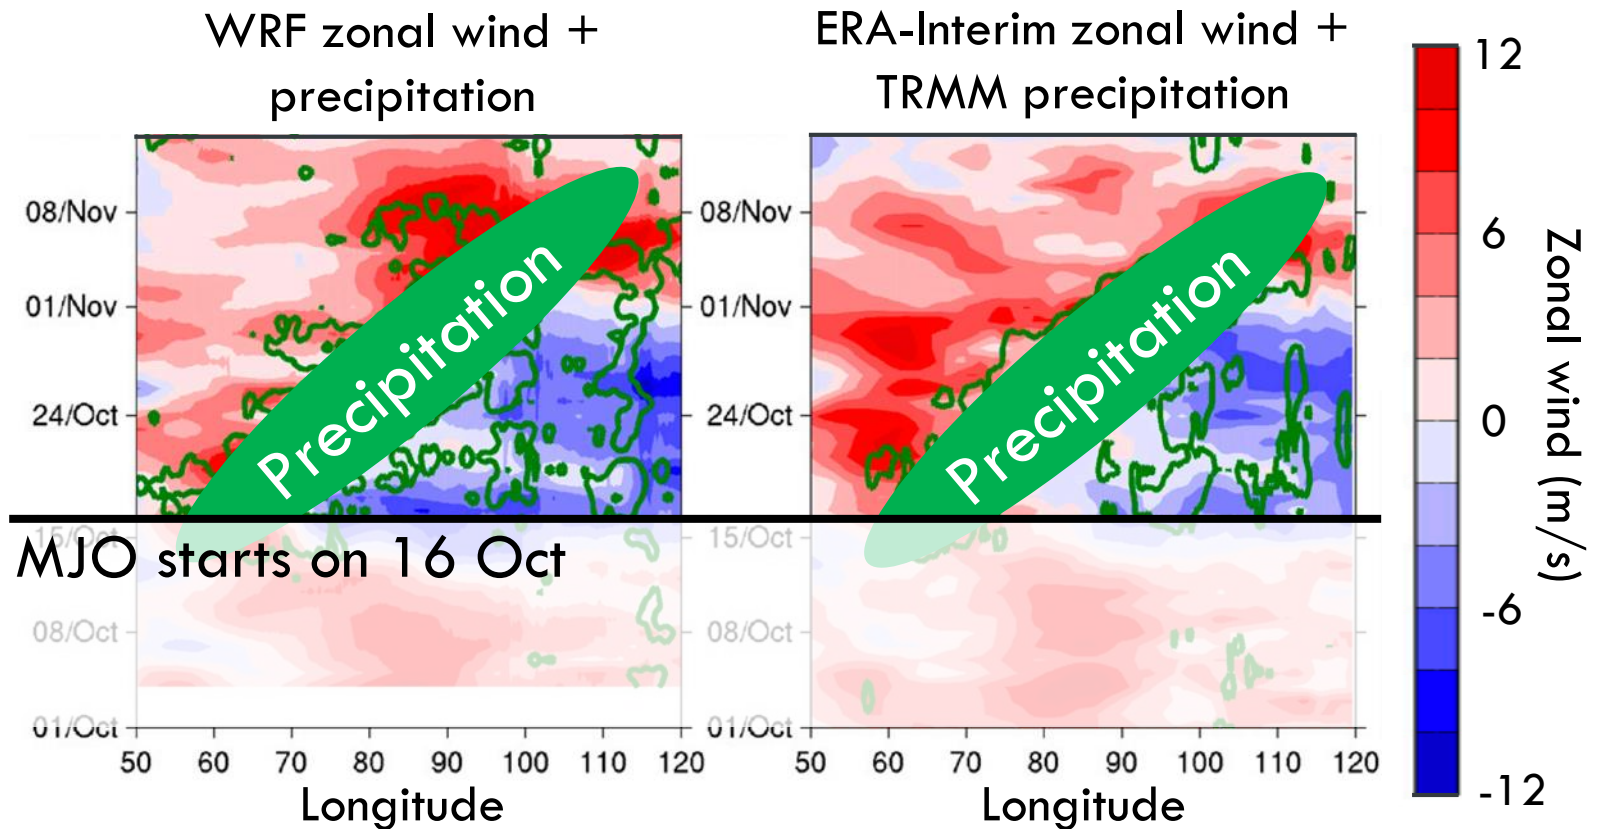 WRF zonal wind +
precipitation
ERA-Interim zonal wind +
TRMM precipitation
08/Nov
01/Nov
24/Oct
15/Oct
08/Oct
01/Oct
Precipitation
50 60 70 80 90 100 110 120
Longitude
08/Nov
01/Nov
24/Oct
15/Oct
08/Oct
01/Oct
Precipitation
50 60 70 80 90 100 110 120
Longitude
MJO starts on 16 Oct
12
6
0
-6
-12
Zonal wind (m/s)